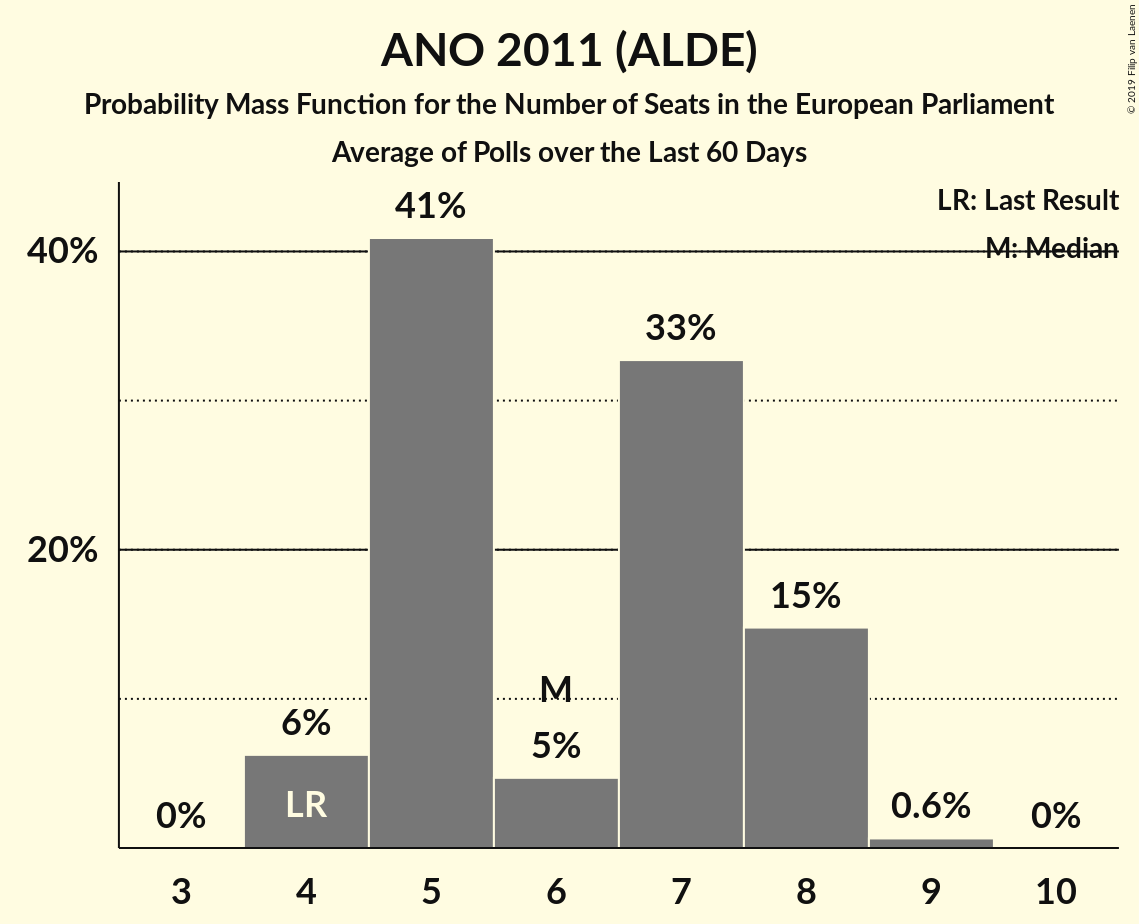 ANO 2011 (ALDE)
Probability Mass Function for the Number of Seats in the European Parliament
Average of Polls over the Last 60 Days
© 2019 Filip van Laenen
LR: Last Result
M: Median
41%
40%
33%
20%
15%
M
6%
5%
LR
0%
0.6%
0%
3 4 5 6 7 8 9 10